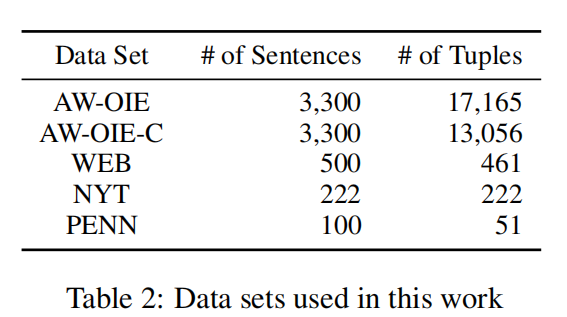 Data Set # of Sentences # of Tuples
AW-OIE 3,300 17,165
AW-OIE-C 3,300 13,056
WEB 500 461
NYT 222 222
PENN 100 51
Table 2: Data sets used in this work